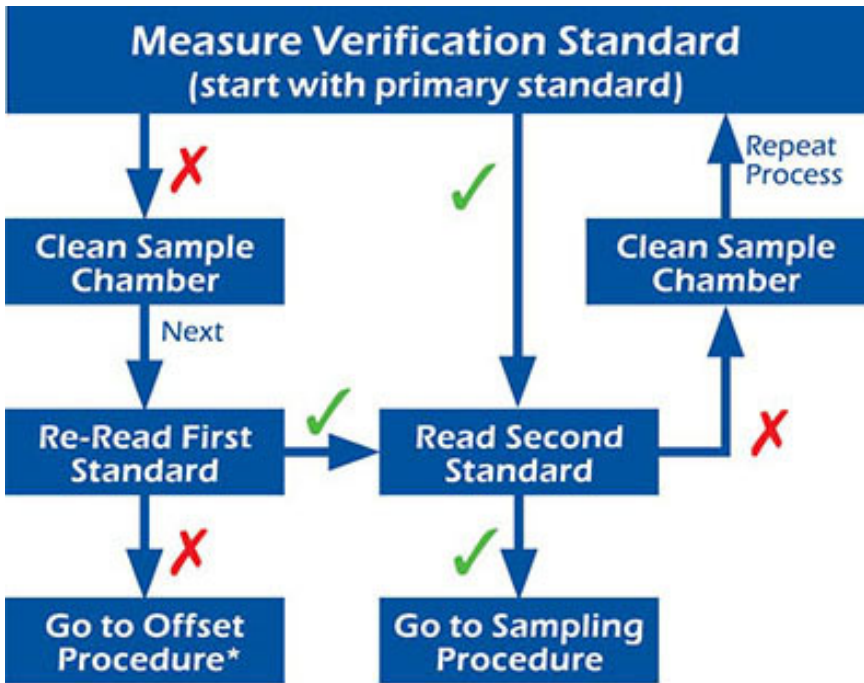 Measure Verification Standard
(start with primary standard)
Repeat
Process
Clean Sample
Chamber
Clean Sample
Chamber
Next
Re-Read First
Standard
Read Second
Standard
Go to Offset
Procedure*
Go to Sampling
Procedure